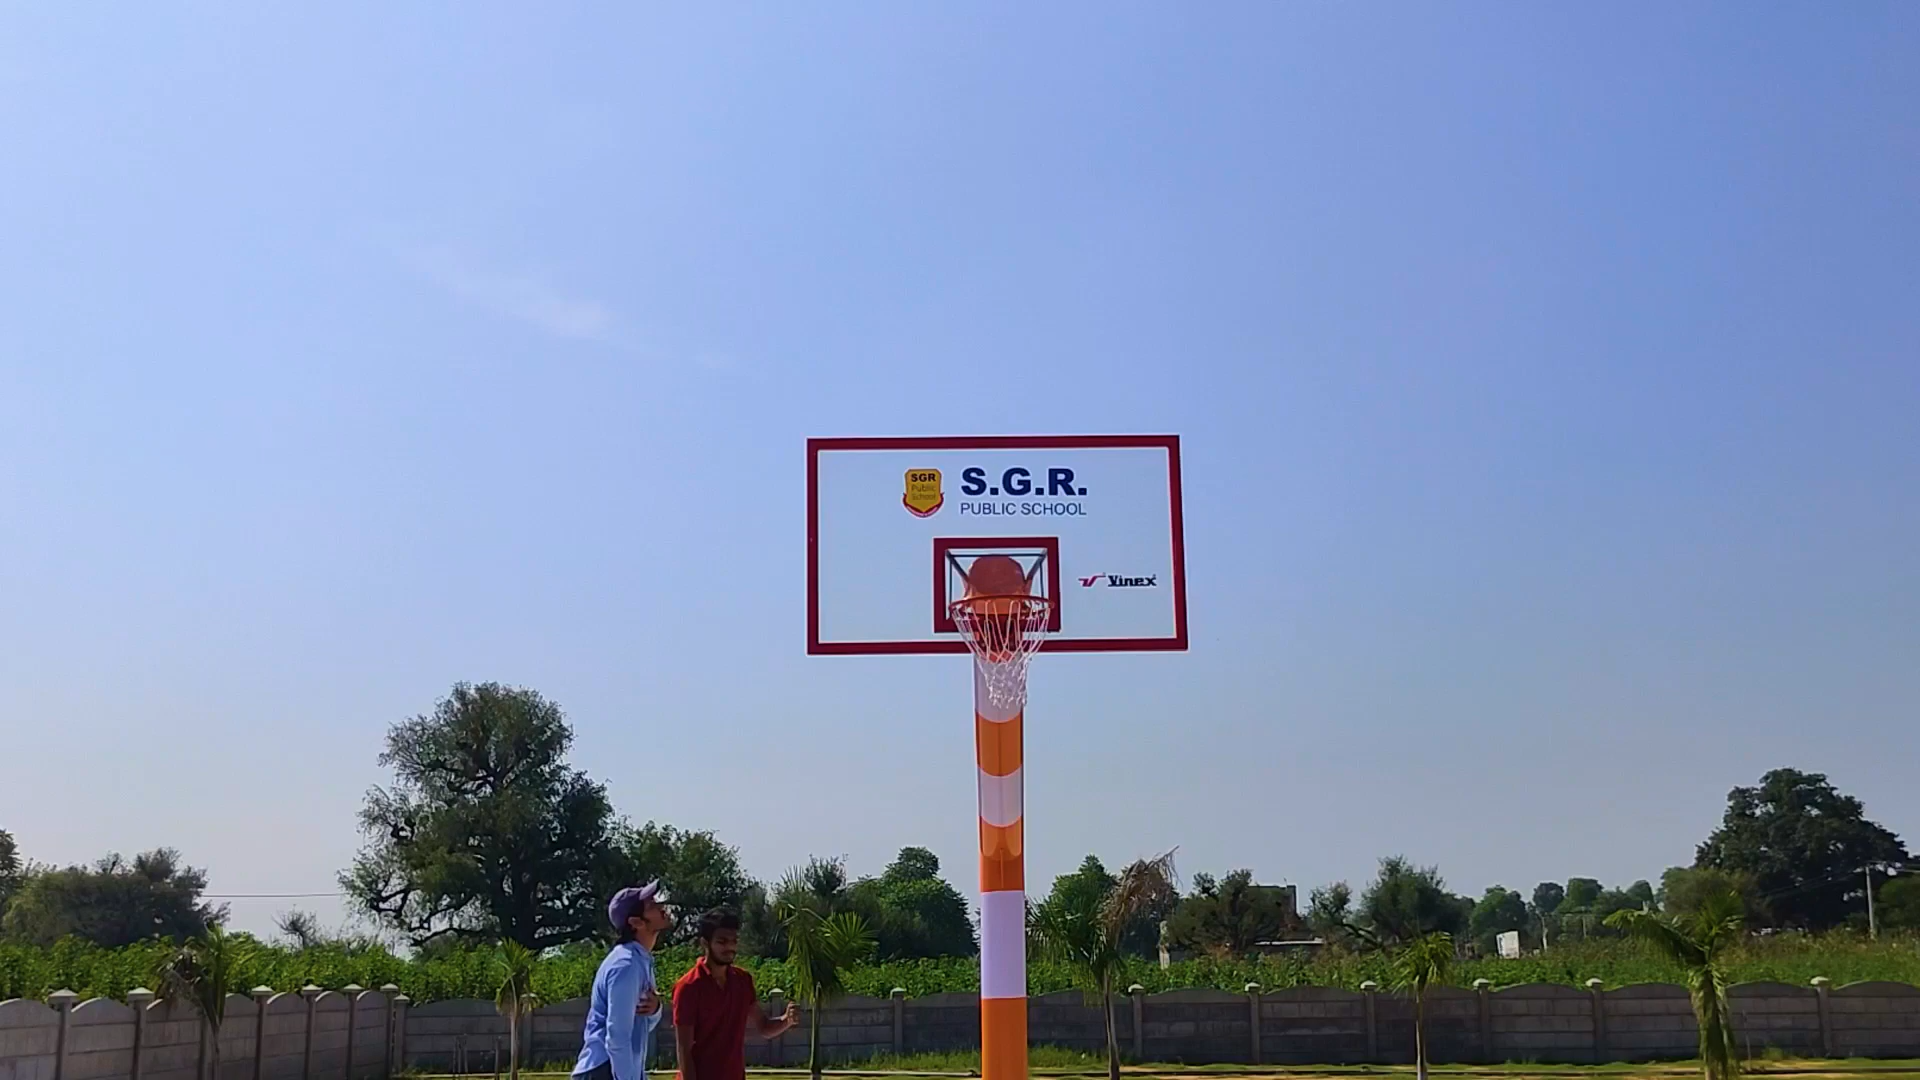 SGR
Public
School
S.G.R.
PUBLIC SCHOOL
Vinex